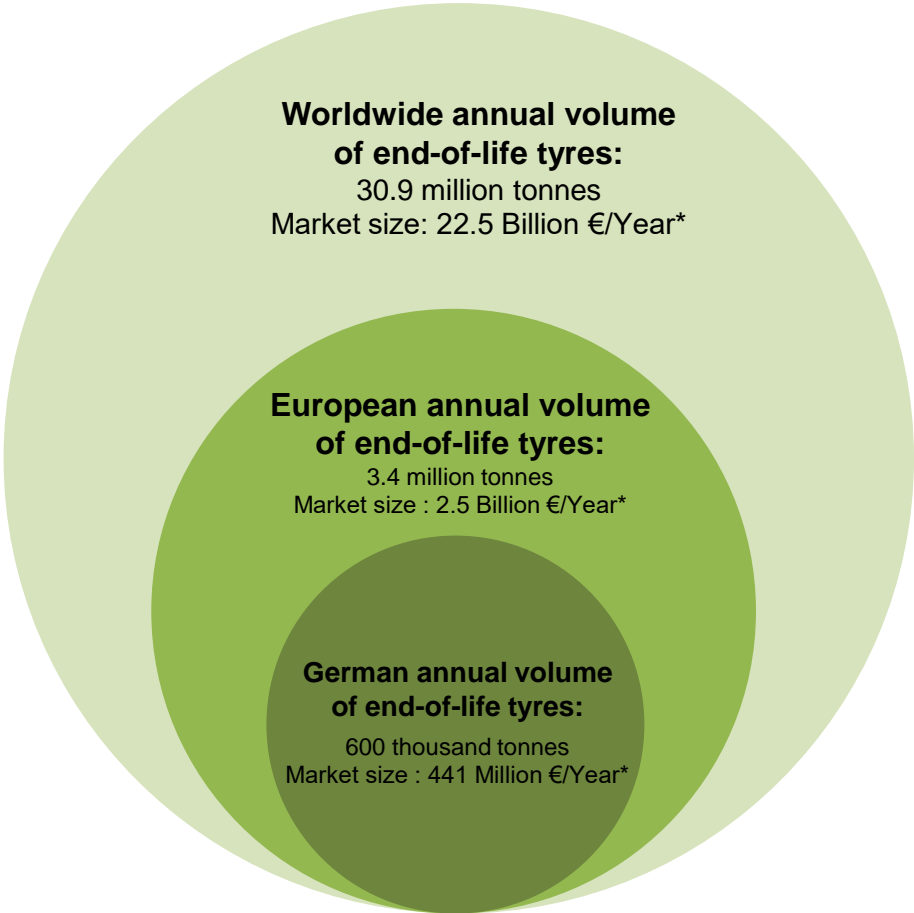 Worldwide annual volume
of end-of-life tyres:
30.9 million tonnes
Market size: 22.5 Billion €/Year*
European annual volume
of end-of-life tyres:
3.4 million tonnes
Market size : 2.5 Billion €/Year*
German annual volume
of end-of-life tyres:
600 thousand tonnes
Market size : 441 Million €/Year*